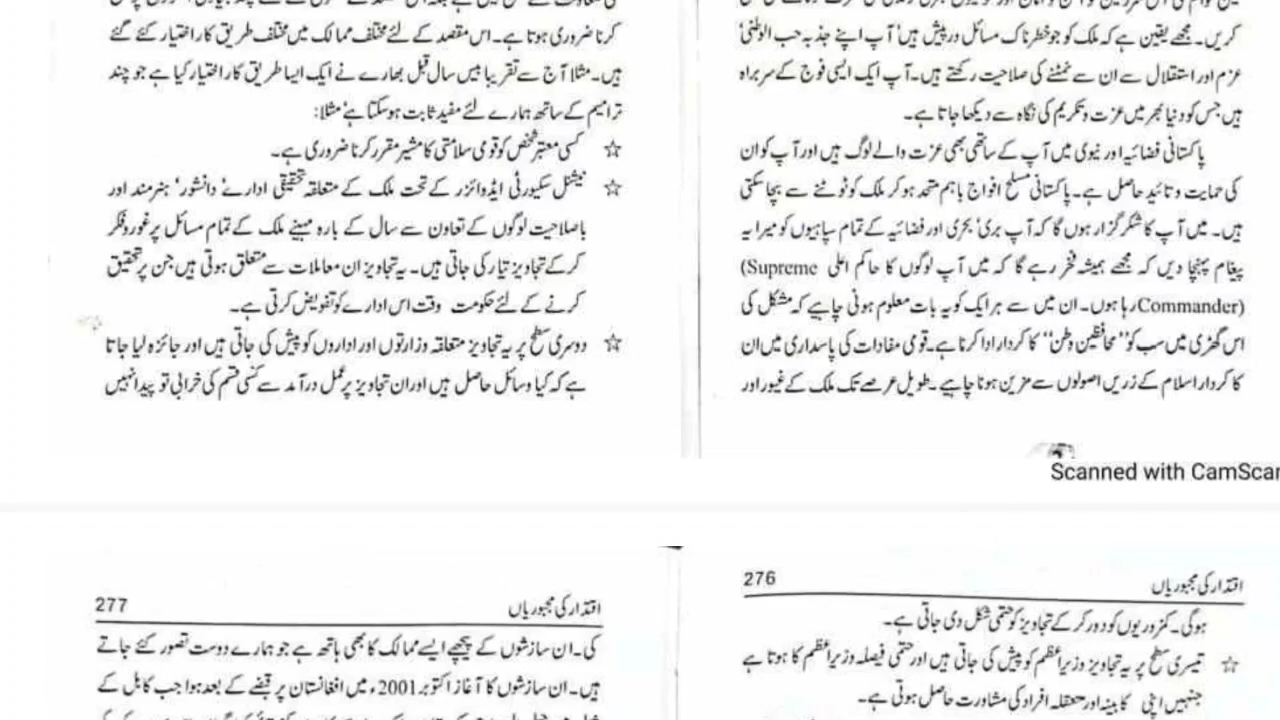 کریں۔ مجھے یقین ہے کہ ملک کو جو خطرناک مسائل درپیش ہیں' آپ اپنے جذبہ حب الوطنی'
عزم اور استقلال سے ان سے نمٹنے کی صلاحیت رکھتے ہیں۔ آپ ایک ایسی فوج کے سربراہ
ہیں جس کو دنیا بھر میں عزت و تکریم کی نگاہ سے دیکھا جاتا ہے۔
پاکستانی فضائیہ اور نیوی میں آپ کے ساتھی بھی عزت والے لوگ ہیں اور آپ کو ان
کی حمایت و تائید حاصل ہے۔ پاکستانی مسلح افواج باہم متحد ہو کر ملک کو ٹوٹنے سے بچا سکتی
ہیں۔ میں آپ کا شکر گزار ہوں گا کہ آپ بری' بحری اور فضائیہ کے تمام سپاہیوں کو میرا یہ
پیغام پہنچا دیں کہ مجھے ہمیشہ فخر رہے گا کہ میں آپ لوگوں کا حاکم اعلی (Supreme
Commander) رہا ہوں۔ ان میں سے ہر ایک کو یہ بات معلوم ہونی چاہیے کہ مشکل کی
اس گھڑی میں سب کو "محافظین وطن" کا کردار ادا کرنا ہے۔ قومی مفادات کی پاسداری میں ان
کا کردار اسلام کے زریں اصولوں سے مزین ہونا چاہیے۔ طویل عرصے تک ملک کے غیور اور
کرنا ضروری ہوتا ہے۔ اس مقصد کے لئے مختلف ممالک میں مختلف طریق کار اختیار کئے گئے
ہیں۔ مثلا آج سے تقریبا بیس سال قبل بھارے نے ایک ایسا طریق کار اختیار کیا ہے جو چند
ترامیم کے ساتھ ہمارے لئے مفید ثابت ہو سکتا ہے' مثلا:
☆ کسی معتبر شخص کو قومی سلامتی کا مشیر مقرر کرنا ضروری ہے۔
☆ نیشنل سکیورٹی ایڈوائزر کے تحت ملک کے متعلقہ تحقیقی ادارے' دانشور' ہنرمند اور
باصلاحیت لوگوں کے تعاون سے سال کے بارہ مہینے ملک کے تمام مسائل پر غور و فکر
کر کے تجاویز تیار کی جاتی ہیں۔ یہ تجاویز ان معاملات سے متعلق ہوتی ہیں جن پر تحقیق
کرنے کے لئے حکومت وقت اس ادارے کو تفویض کرتی ہے۔
☆ دوسری سطح پر یہ تجاویز متعلقہ وزارتوں اور اداروں کو پیش کی جاتی ہیں اور جائزہ لیا جاتا
ہے کہ کیا وسائل حاصل ہیں اور ان تجاویز پر عمل درآمد سے کسی قسم کی خرابی تو پیدا نہیں
Scanned with CamScan
اقتدار کی مجبوریاں 276
ہوگی۔ کمزوریوں کو دور کر کے تجاویز کو حتمی شکل دی جاتی ہے۔
☆ تیسری سطح پر یہ تجاویز وزیراعظم کو پیش کی جاتی ہیں اور حتمی فیصلہ وزیراعظم کا ہوتا ہے
جنہیں اپنی کابینہ اور متعلقہ افراد کی مشاورت حاصل ہوتی ہے۔
اقتدار کی مجبوریاں 277
کی۔ ان سازشوں کے پیچھے ایسے ممالک کا بھی ہاتھ ہے جو ہمارے دوست تصور کئے جاتے
ہیں۔ ان سازشوں کا آغاز اکتوبر 2001ء میں افغانستان پر قبضے کے بعد ہوا جب کابل کے